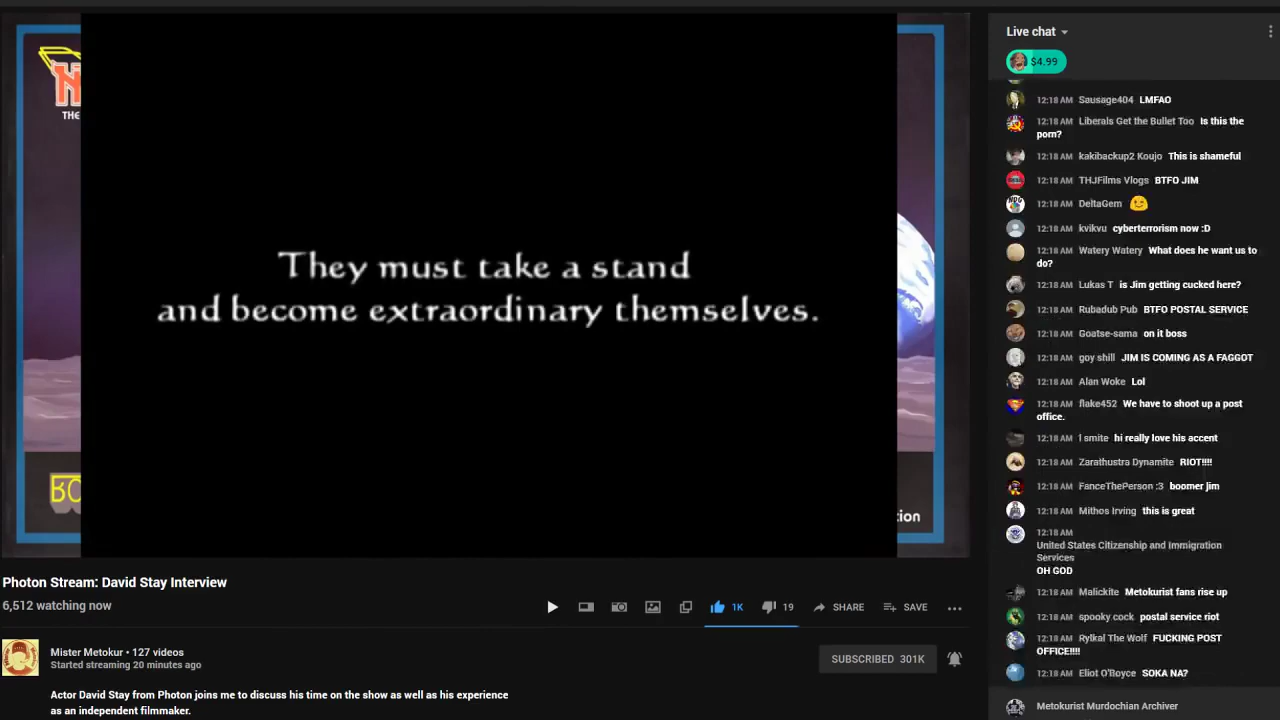 They must take a stand
and become extraordinary themselves.
THE
ion
Photon Stream: David Stay Interview
6,512 watching now
1K
19
SHARE
SAVE
Mister Metokur • 127 videos
Started streaming 20 minutes ago
SUBSCRIBED 301K
Actor David Stay from Photon joins me to discuss his time on the show as well as his experience
as an independent filmmaker.
Live chat
$4.99
12:18 AM Sausage404 LMFAO
12:18 AM Liberals Get the Bullet Too Is this the
porn?
12:18 AM kakibackup2 Koujo This is shameful
12:18 AM THJFilms Vlogs BTFO JIM
12:18 AM DeltaGem
12:18 AM kvikvu cyberterrorism now :D
12:18 AM Watery Watery What does he want us to
do?
12:18 AM Lukas T is Jim getting cucked here?
12:18 AM Rubadub Pub BTFO POSTAL SERVICE
12:18 AM Goatse-sama on it boss
12:18 AM goy shill JIM IS COMING AS A FAGGOT
12:18 AM Alan Woke Lol
12:18 AM flake452 We have to shoot up a post
office.
12:18 AM l smite hi really love his accent
12:18 AM Zarathustra Dynamite RIOT!!!!
12:18 AM FanceThePerson :3 boomer jim
12:18 AM Mithos Irving this is great
12:18 AM
United States Citizenship and Immigration
Services
OH GOD
12:18 AM Malickite Metokurist fans rise up
12:18 AM spooky cock postal service riot
12:18 AM Rylkal The Wolf FUCKING POST
OFFICE!!!!
12:18 AM Eliot O'Royce SOKA NA?
Metokurist Murdochian Archiver